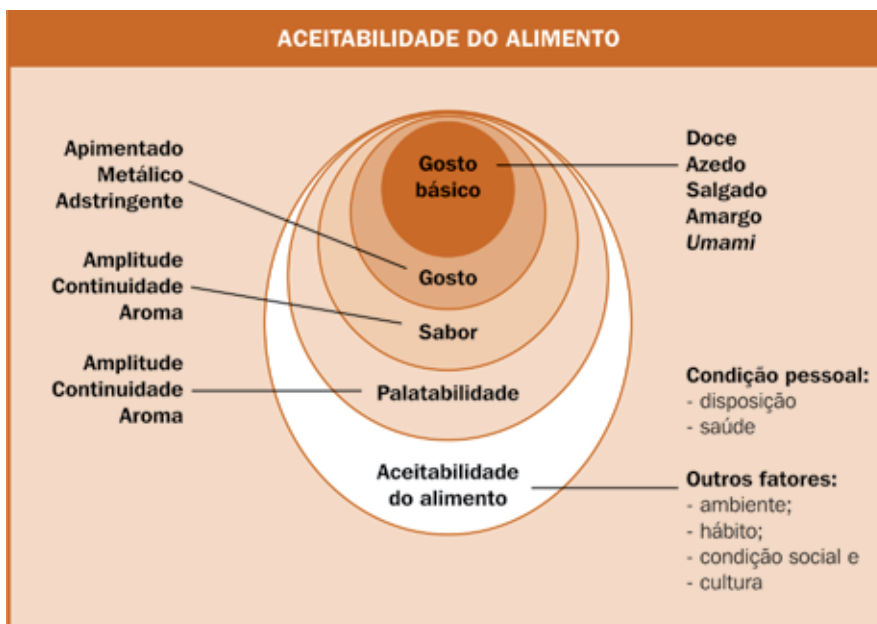 ACEITABILIDADE DO ALIMENTO
Apimentado
Metálico
Adstringente
Gosto
básico
Doce
Azedo
Salgado
Amargo
Umami
Gosto
Amplitude
Continuidade
Aroma
Sabor
Amplitude
Continuidade
Aroma
Palatabilidade
Condição pessoal:
- disposição
- saúde
Aceitabilidade
do alimento
Outros fatores:
- ambiente;
- hábito;
- condição social e
- cultura